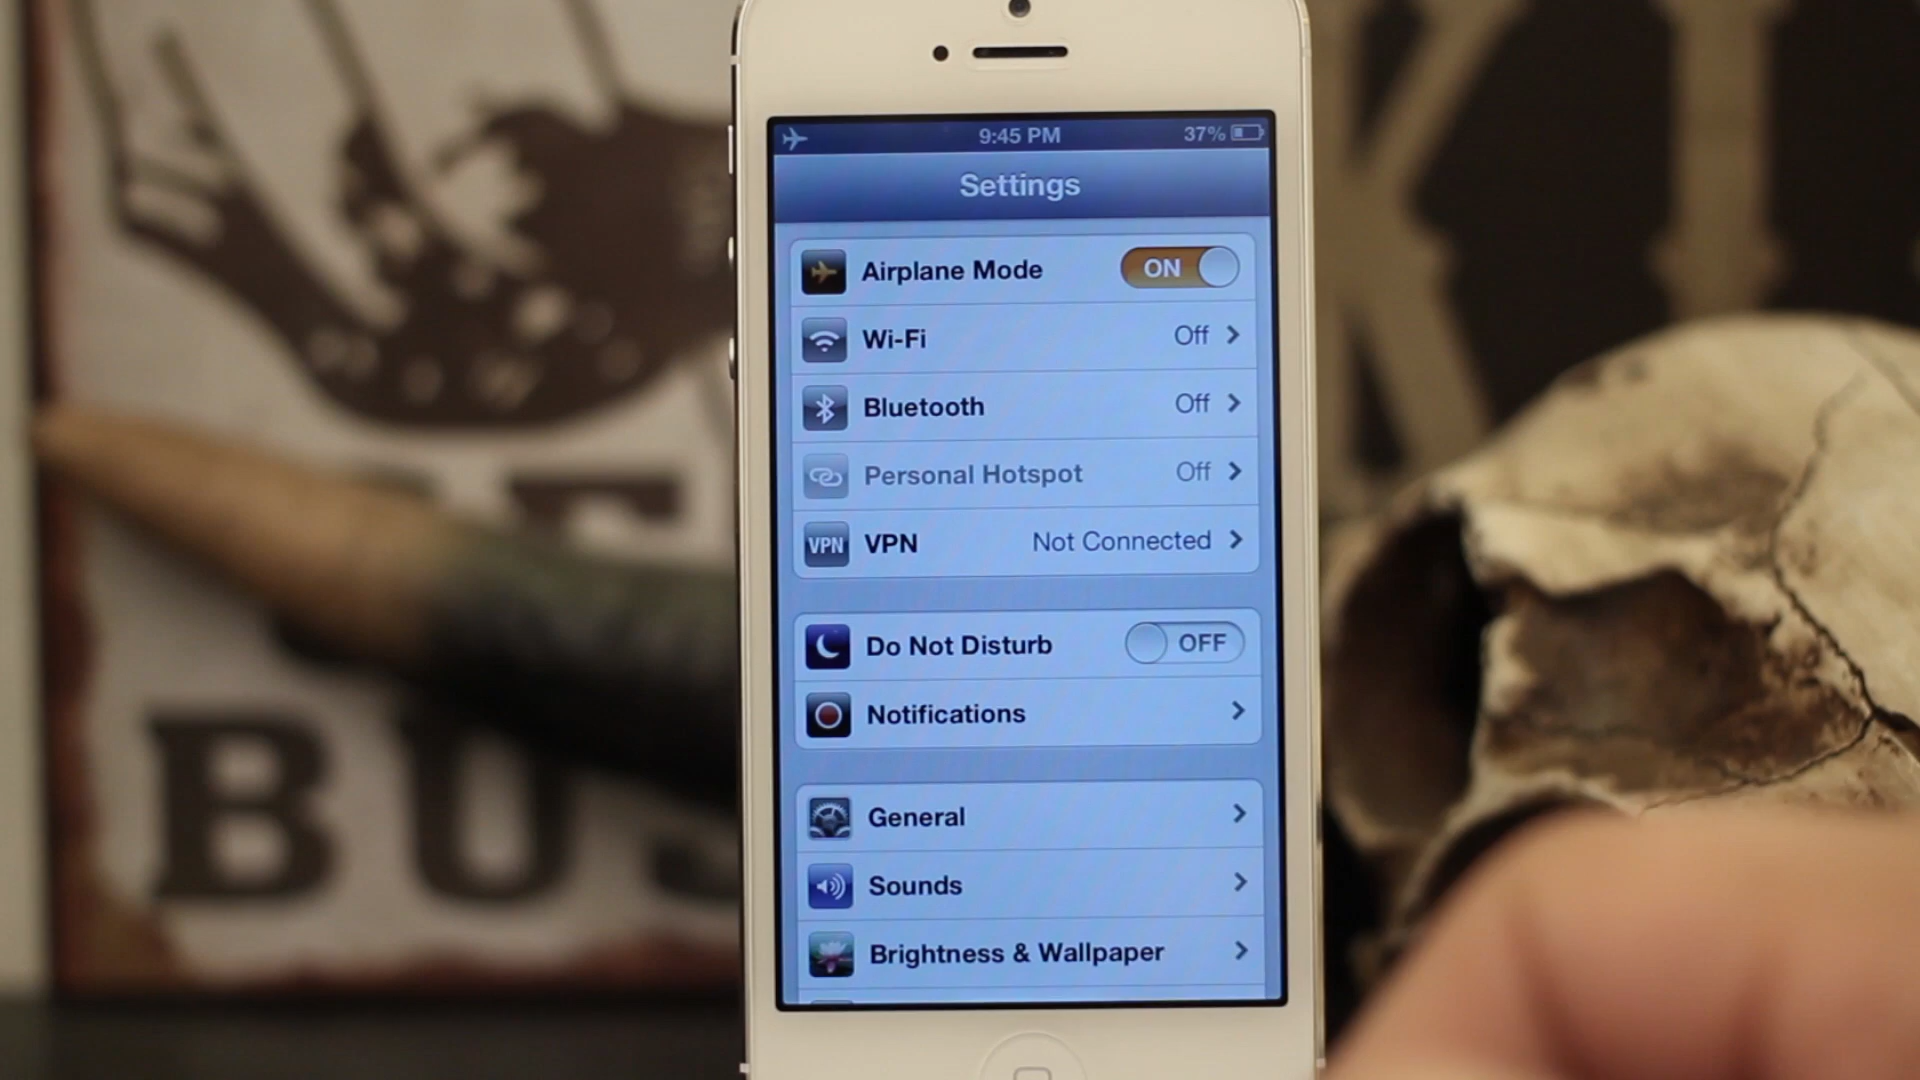 9:45 PM 37%
Settings
Airplane Mode ON
Wi-Fi Off
Bluetooth Off
Personal Hotspot Off
VPN VPN Not Connected
Do Not Disturb OFF
Notifications
General
Sounds
Brightness & Wallpaper